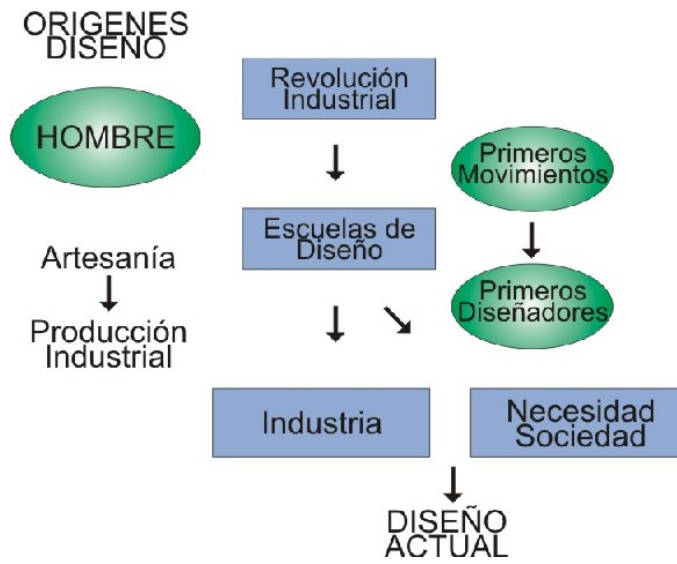 ORIGENES
DISEÑO
HOMBRE
Artesanía
Producción
Industrial
Revolución
Industrial
Escuelas de
Diseño
Primeros
Movimientos
Primeros
Diseñadores
Industria
Necesidad
Sociedad
DISEÑO
ACTUAL